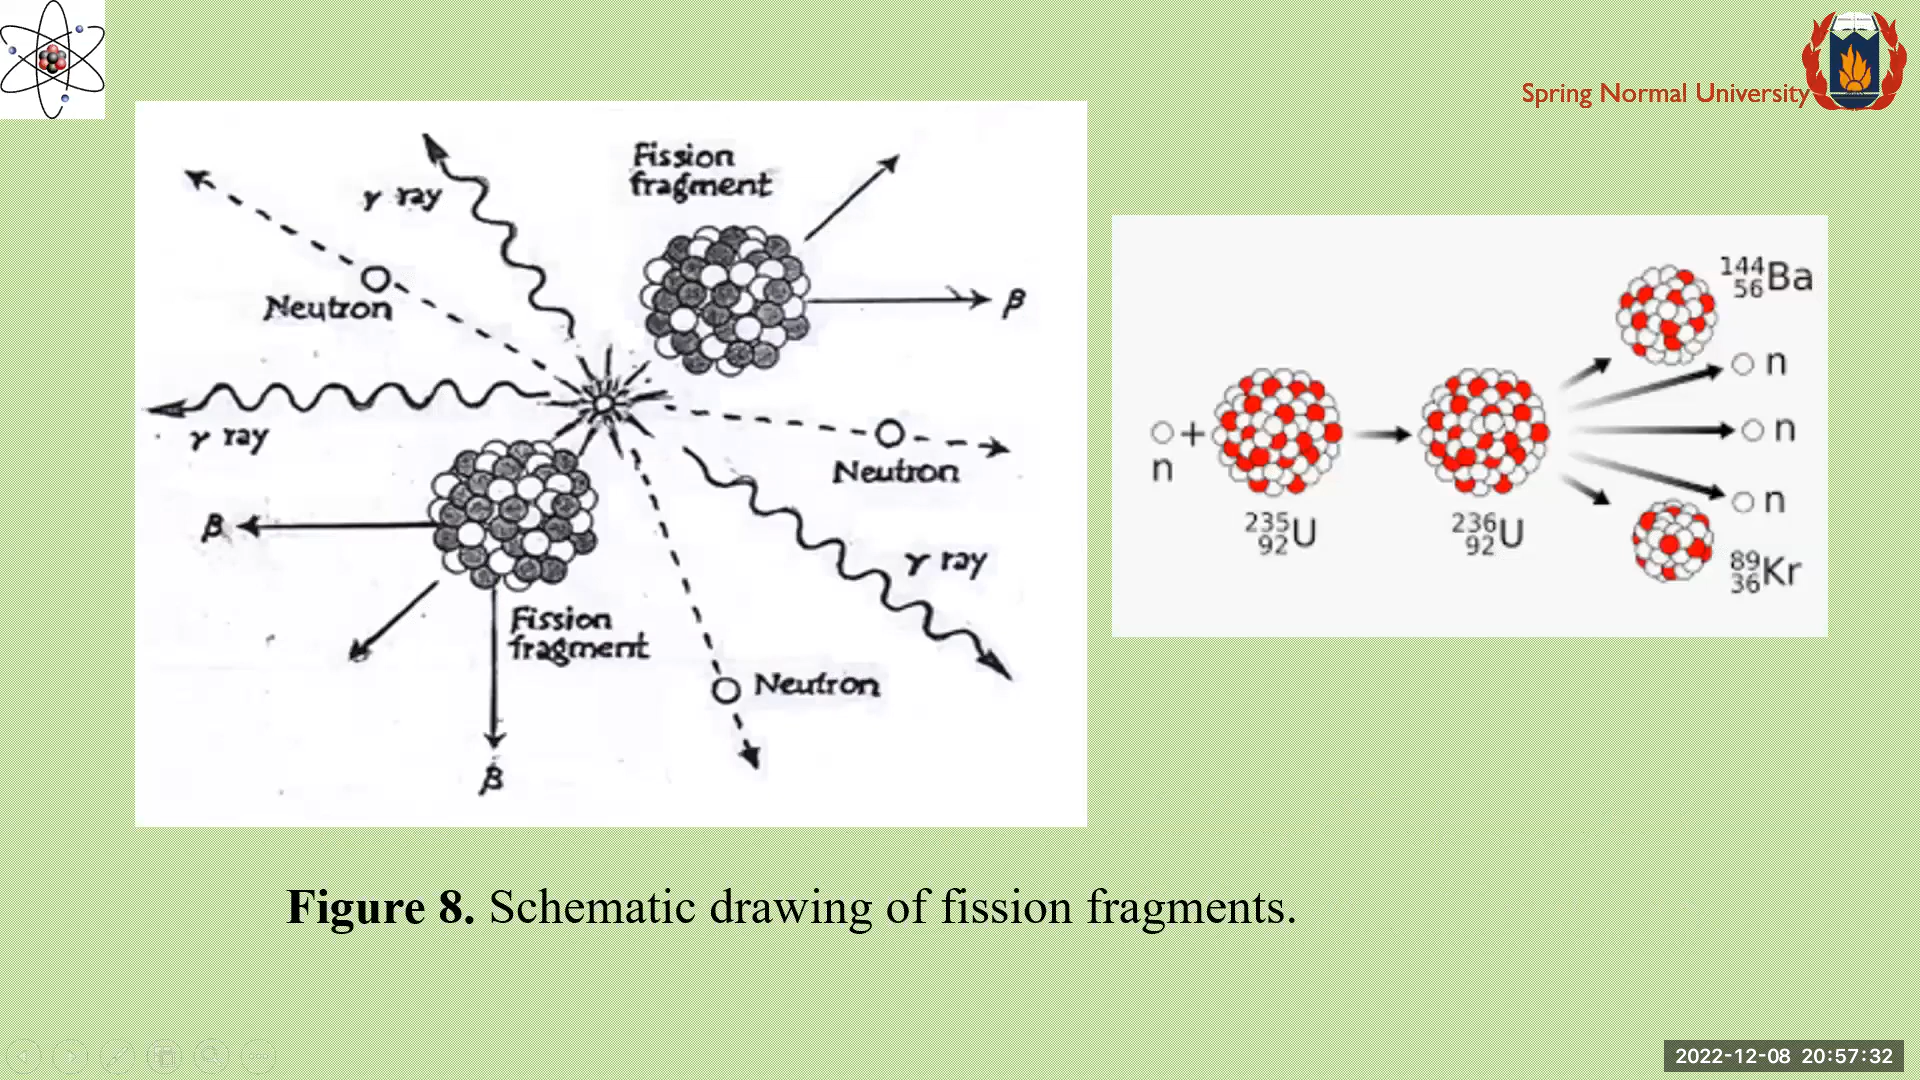 Spring Normal University
Fission
fragment
γ ray
Neutron
β
γ ray
Neutron
β
γ ray
Fission
fragment
Neutron
β
144
56Ba
n
n
n
n
+
235
92U
236
92U
89
36Kr
Figure 8. Schematic drawing of fission fragments.
2022-12-08 20:57:32